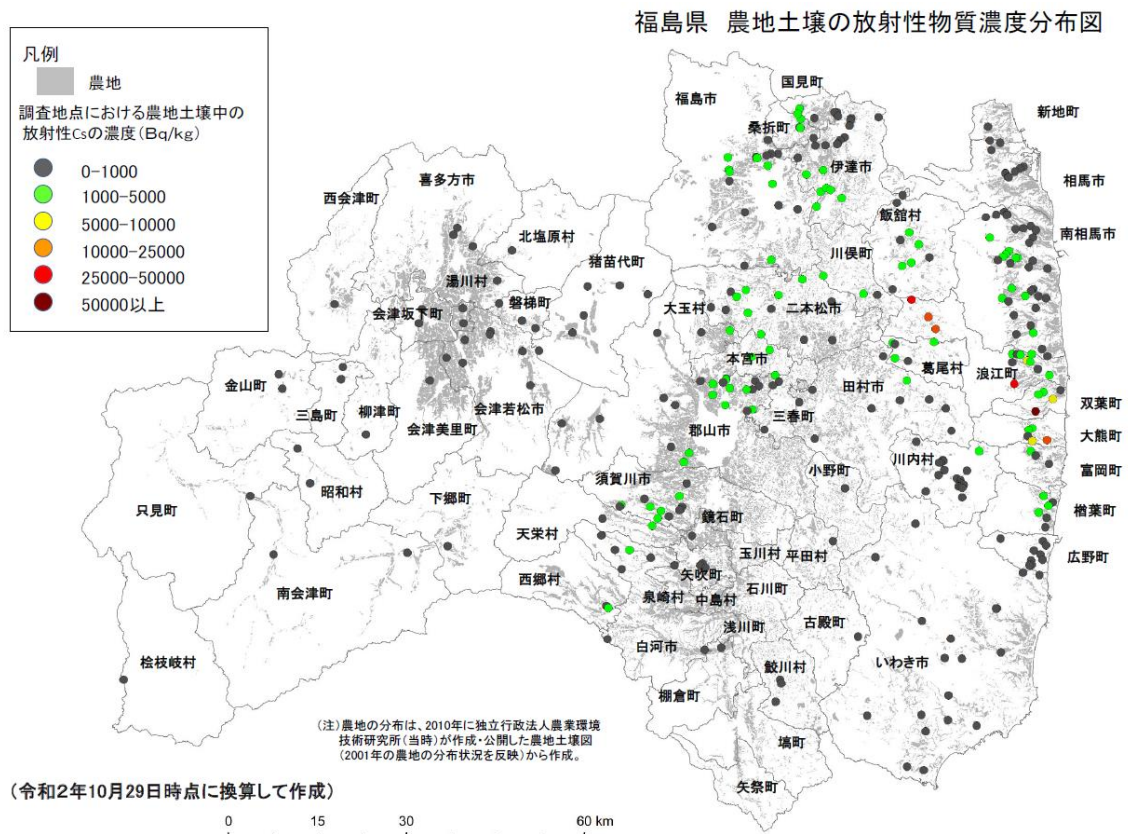 福島県 農地土壌の放射性物質濃度分布図
凡例
農地
調査地点における農地土壌中の
放射性Csの濃度(Bq/kg)
0-1000
1000-5000
5000-10000
10000-25000
25000-50000
50000以上
国見町
福島市
桑折町
新地町
伊達市
喜多方市
西会津町
相馬市
飯舘村
北塩原村
南相馬市
川俣町
猪苗代町
湯川村
磐梯町
大玉村
二本松市
会津坂下町
本宮市
葛尾村
浪江町
金山町
田村市
双葉町
柳津町
会津若松市
三島町
三春町
会津美里町
郡山市
大熊町
川内村
小野町
富岡町
須賀川市
昭和村
下郷町
只見町
鏡石町
楢葉町
天栄村
玉川村
平田村
広野町
西郷村
矢吹町
石川町
南会津町
泉崎村
中島村
浅川町
古殿町
白河市
桧枝岐村
鮫川村
いわき市
棚倉町
(注)農地の分布は、2010年に独立行政法人農業環境
技術研究所(当時)が作成・公開した農地土壌図
(2001年の農地の分布状況を反映)から作成。
塙町
矢祭町
(令和2年10月29日時点に換算して作成)
0 15 30 60 km